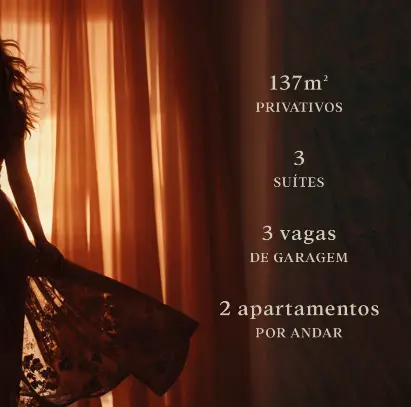 137m²
PRIVATIVOS
3
SUÍTES
3 vagas
DE GARAGEM
2 apartamentos
POR ANDAR